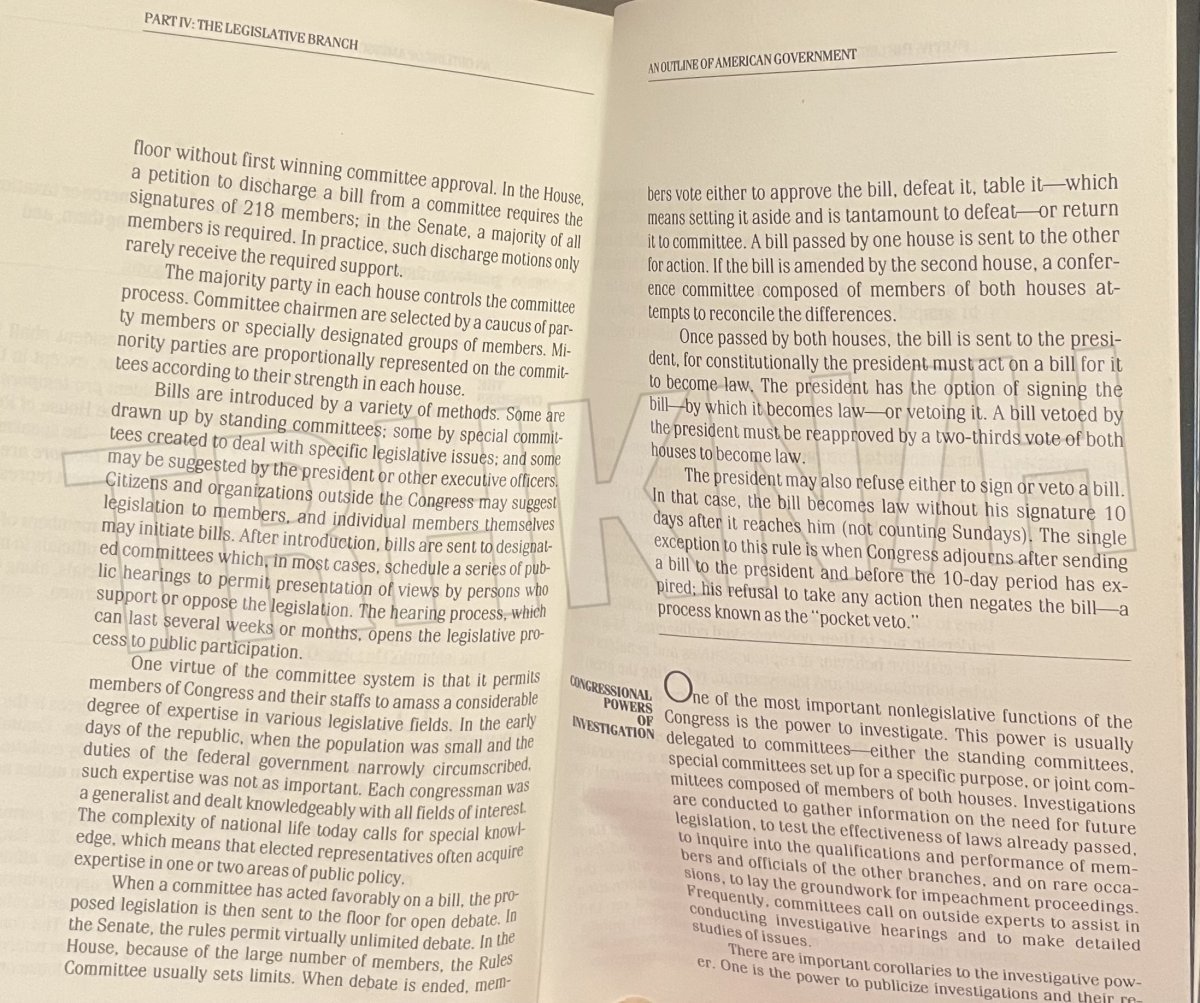 PART IV: THE LEGISLATIVE BRANCH
floor without first winning committee approval. In the House,
a petition to discharge a bill from a committee requires the
signatures of 218 members; in the Senate, a majority of all
members is required. In practice, such discharge motions only
rarely receive the required support.
The majority party in each house controls the committee
process. Committee chairmen are selected by a caucus of par-
ty members or specially designated groups of members. Mi-
nority parties are proportionally represented on the commit-
tees according to their strength in each house.
Bills are introduced by a variety of methods. Some are
drawn up by standing committees; some by special commit-
tees created to deal with specific legislative issues; and some
may be suggested by the president or other executive officers.
Citizens and organizations outside the Congress may suggest
legislation to members, and individual members themselves
may initiate bills. After introduction, bills are sent to designat-
ed committees which, in most cases, schedule a series of pub-
lic hearings to permit presentation of views by persons who
support or oppose the legislation. The hearing process, which
can last several weeks or months, opens the legislative pro-
cess to public participation.
One virtue of the committee system is that it permits
members of Congress and their staffs to amass a considerable
degree of expertise in various legislative fields. In the early
days of the republic, when the population was small and the
duties of the federal government narrowly circumscribed,
such expertise was not as important. Each congressman was
a generalist and dealt knowledgeably with all fields of interest.
The complexity of national life today calls for special knowl-
edge, which means that elected representatives often acquire
expertise in one or two areas of public policy.
When a committee has acted favorably on a bill, the pro-
posed legislation is then sent to the floor for open debate. In
the Senate, the rules permit virtually unlimited debate. In the
House, because of the large number of members, the Rules
Committee usually sets limits. When debate is ended, mem-
AN OUTLINE OF AMERICAN GOVERNMENT
bers vote either to approve the bill, defeat it, table it—which
means setting it aside and is tantamount to defeat—or return
it to committee. A bill passed by one house is sent to the other
for action. If the bill is amended by the second house, a confer-
ence committee composed of members of both houses at-
tempts to reconcile the differences.
Once passed by both houses, the bill is sent to the presi-
dent, for constitutionally the president must act on a bill for it
to become law. The president has the option of signing the
bill—by which it becomes law—or vetoing it. A bill vetoed by
the president must be reapproved by a two-thirds vote of both
houses to become law.
The president may also refuse either to sign or veto a bill.
In that case, the bill becomes law without his signature 10
days after it reaches him (not counting Sundays). The single
exception to this rule is when Congress adjourns after sending
a bill to the president and before the 10-day period has ex-
pired; his refusal to take any action then negates the bill—a
process known as the "pocket veto."
CONGRESSIONAL
POWERS
OF
INVESTIGATION
One of the most important nonlegislative functions of the
Congress is the power to investigate. This power is usually
delegated to committees—either the standing committees,
special committees set up for a specific purpose, or joint com-
mittees composed of members of both houses. Investigations
are conducted to gather information on the need for future
legislation, to test the effectiveness of laws already passed,
to inquire into the qualifications and performance of mem-
bers and officials of the other branches, and on rare occa-
sions, to lay the groundwork for impeachment proceedings.
Frequently, committees call on outside experts to assist in
conducting investigative hearings and to make detailed
studies of issues.
There are important corollaries to the investigative pow-
er. One is the power to publicize investigations and their re-